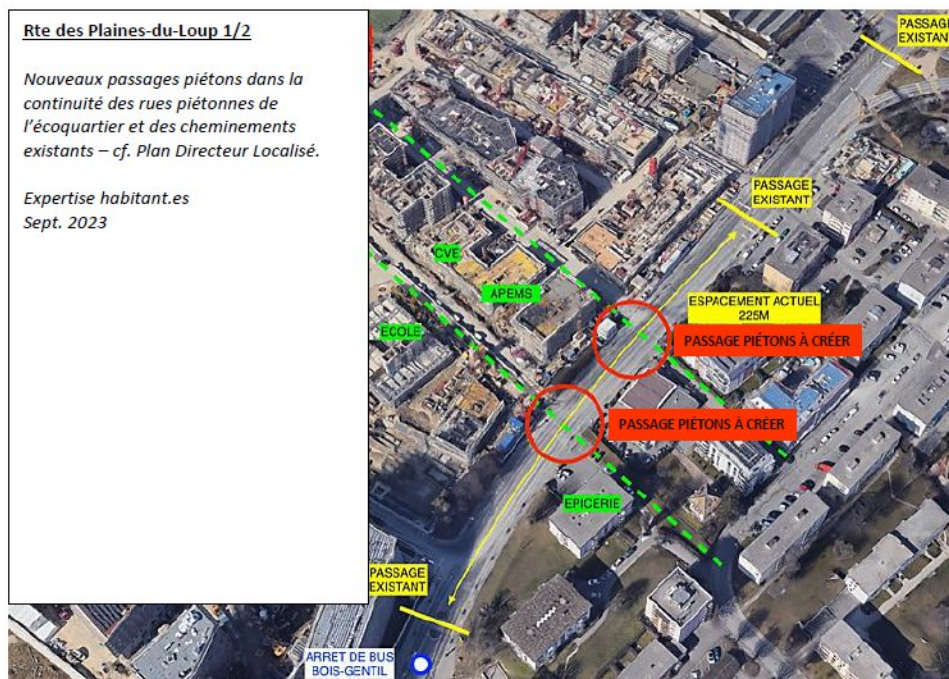 Rte des Plaines-du-Loup 1/2
Nouveaux passages piétons dans la
continuité des rues piétonnes de
l'écoquartier et des cheminements
existants – cf. Plan Directeur Localisé.
Expertise habitant.es
Sept. 2023
PASSAGE
EXISTANT
PASSAGE
EXISTANT
CVE
APEMS
ECOLE
ESPACEMENT ACTUEL
225M
PASSAGE PIÉTONS À CRÉER
PASSAGE PIÉTONS À CRÉER
EPICERIE
PASSAGE
EXISTANT
ARRET DE BUS
BOIS-GENTIL